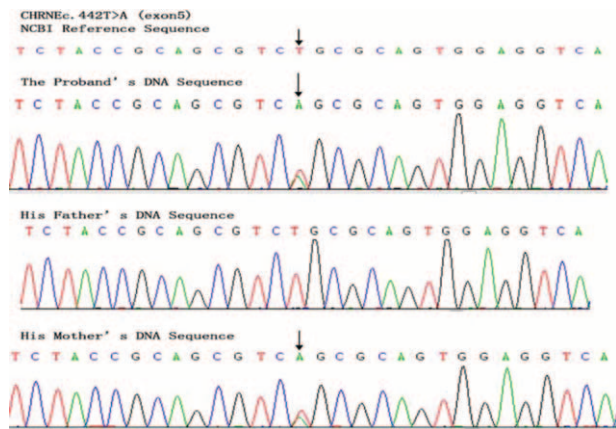 CHRNEc.442T>A (exon5)
NCBI Reference Sequence
T C T A C C G C A G C G T C T G C G C A G T G G A G G T C A
The Proband's DNA Sequence
T C T A C C G C A G C G T C A G C G C A G T G G A G G T C A
His Father's DNA Sequence
T C T A C C G C A G C G T C T G C G C A G T G G A G G T C A
His Mother's DNA Sequence
T C T A C C G C A G C G T C A G C G C A G T G G A G G T C A